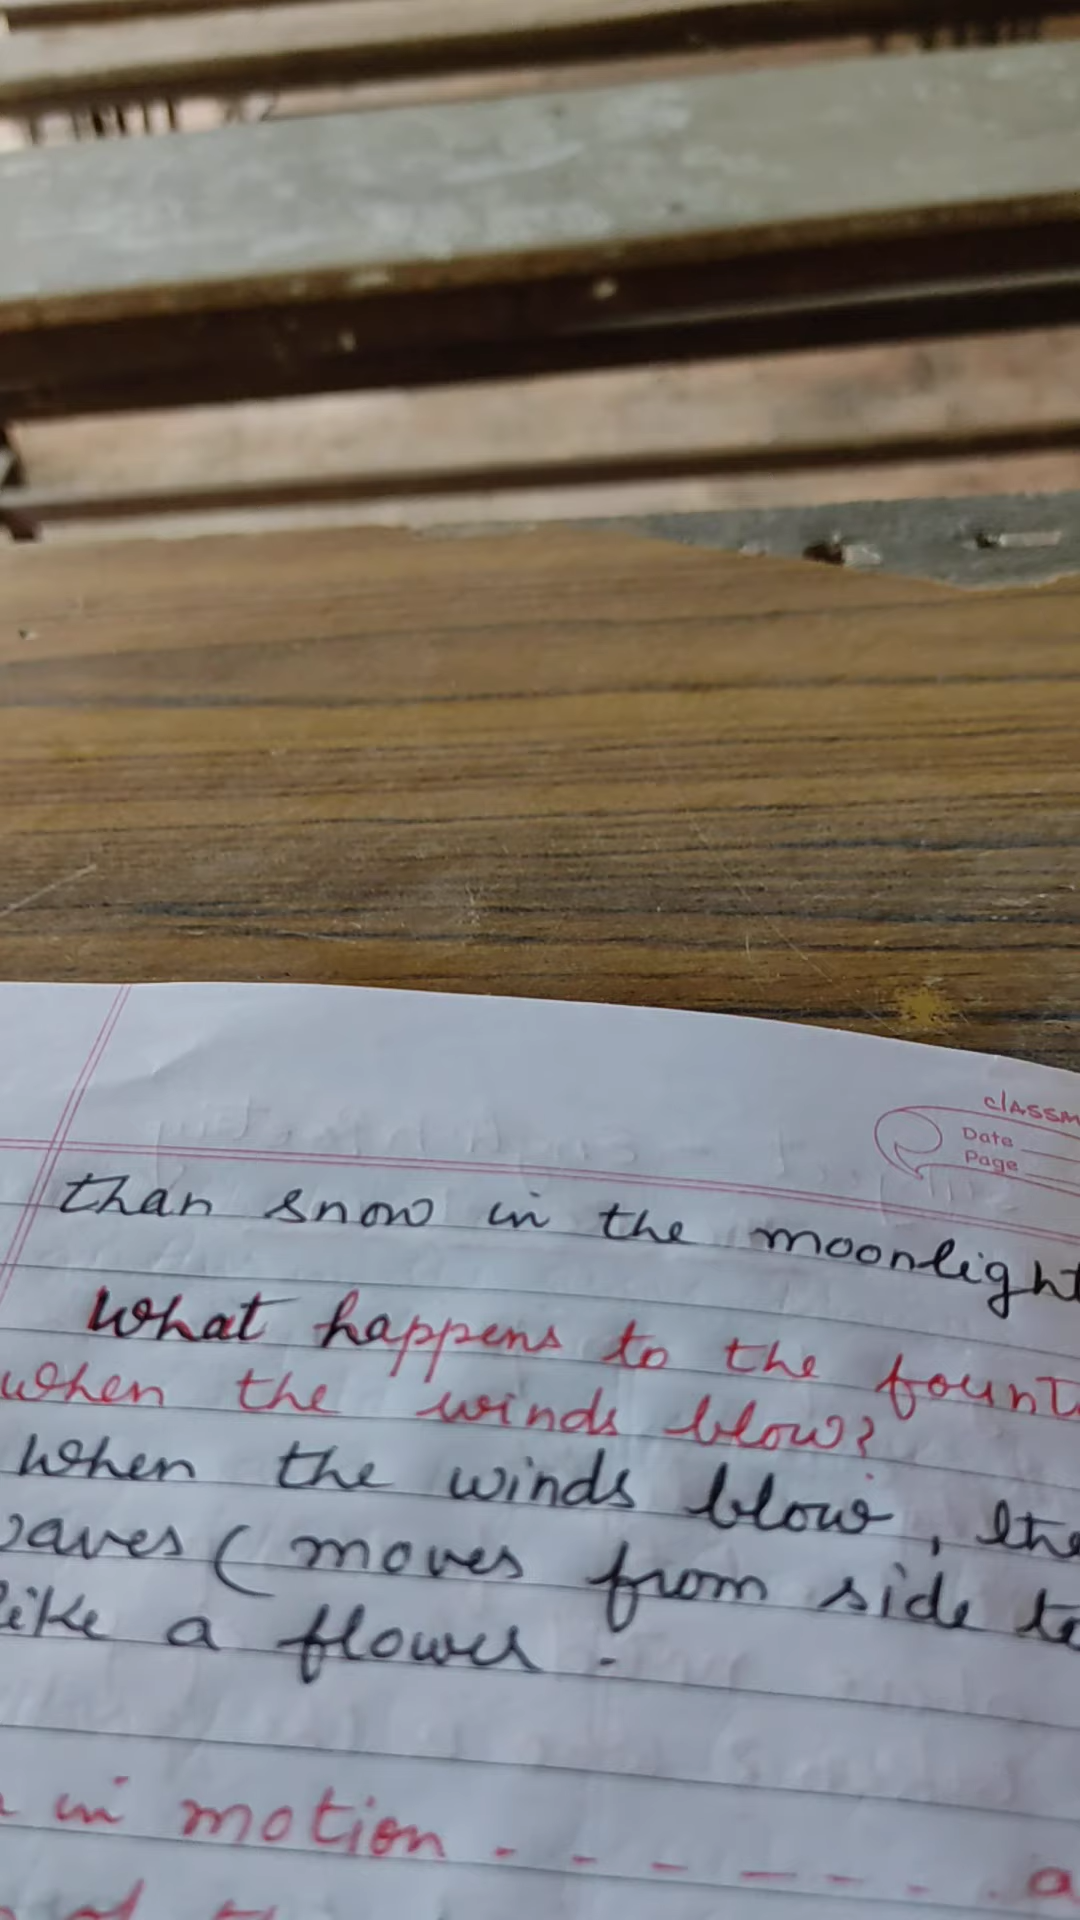 classm
Date
Page
than snow in the moonlight
What happens to the fount
when the winds blow?
when the winds blow, the
waves (moves from side to
like a flower.
in motion - - - - - - . a